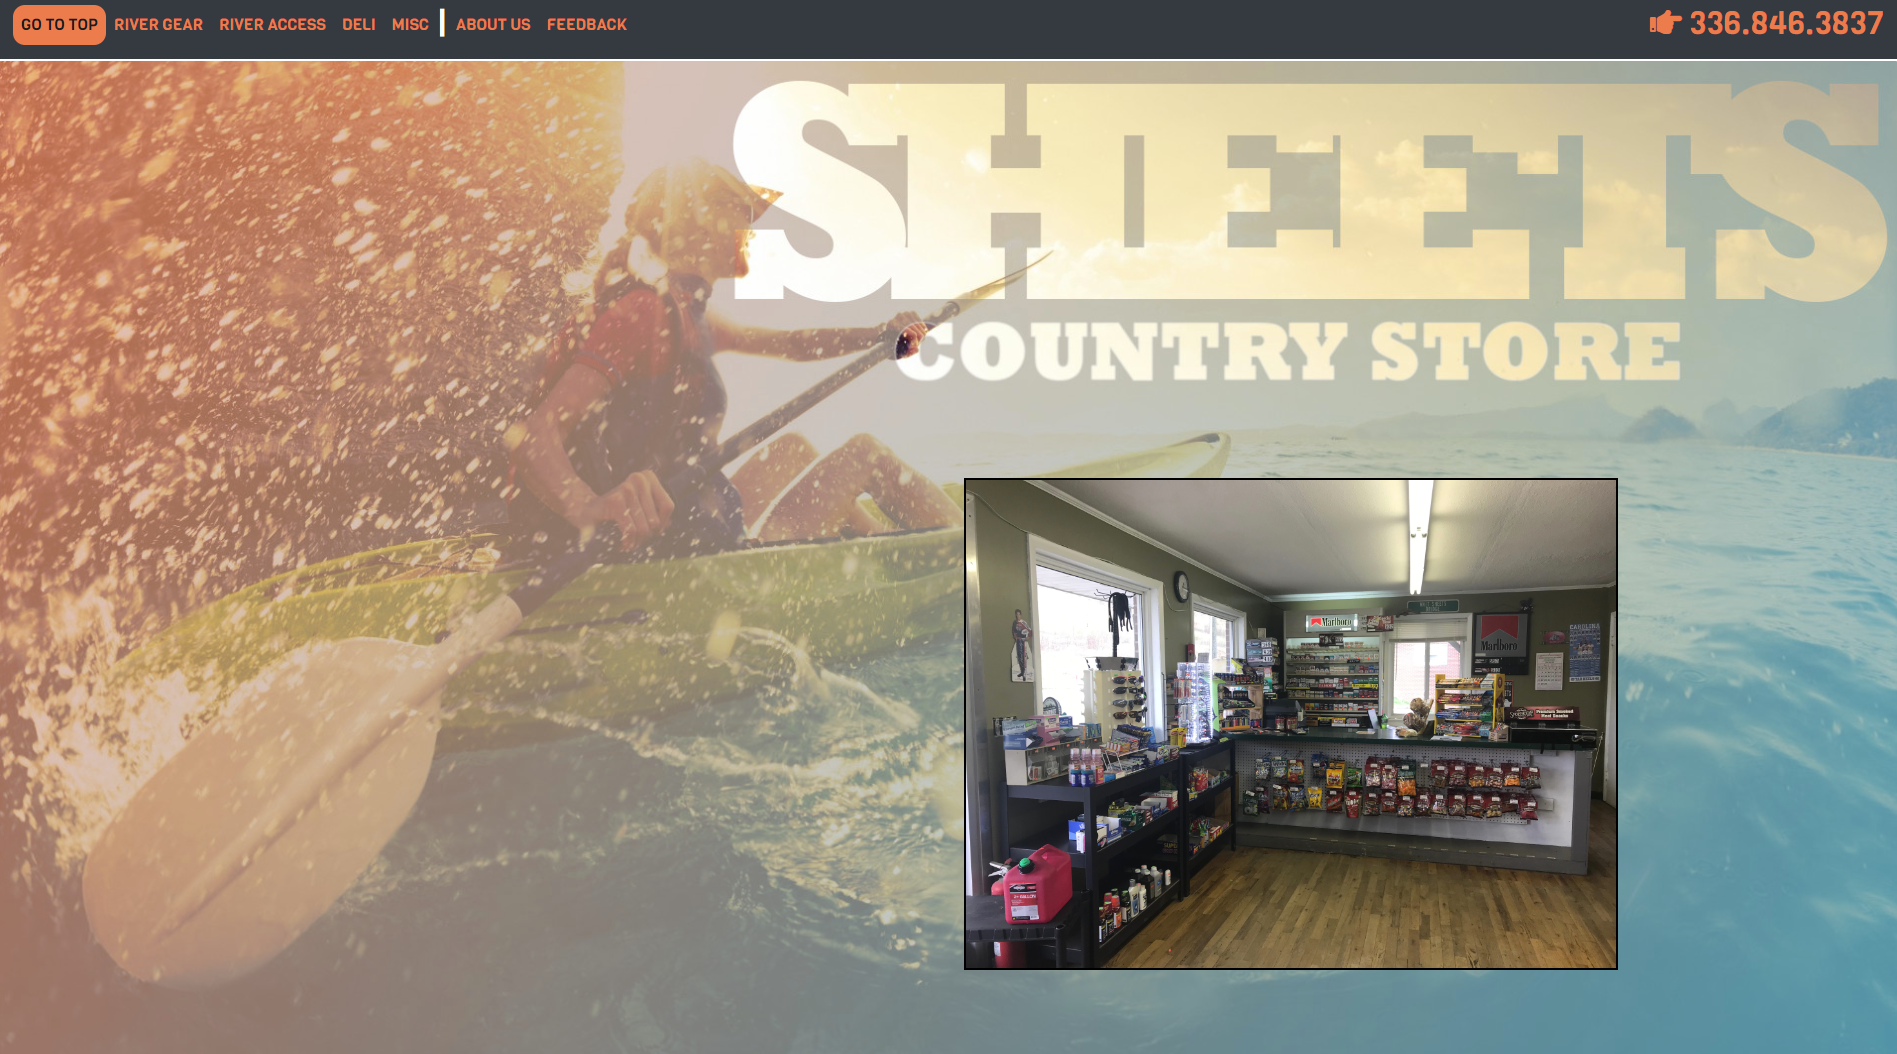 GO TO TOP RIVER GEAR RIVER ACCESS DELI MISC ABOUT US FEEDBACK 336.846.3837
SHEETS
COUNTRY STORE
Marlboro
Marlboro
CAROLINA